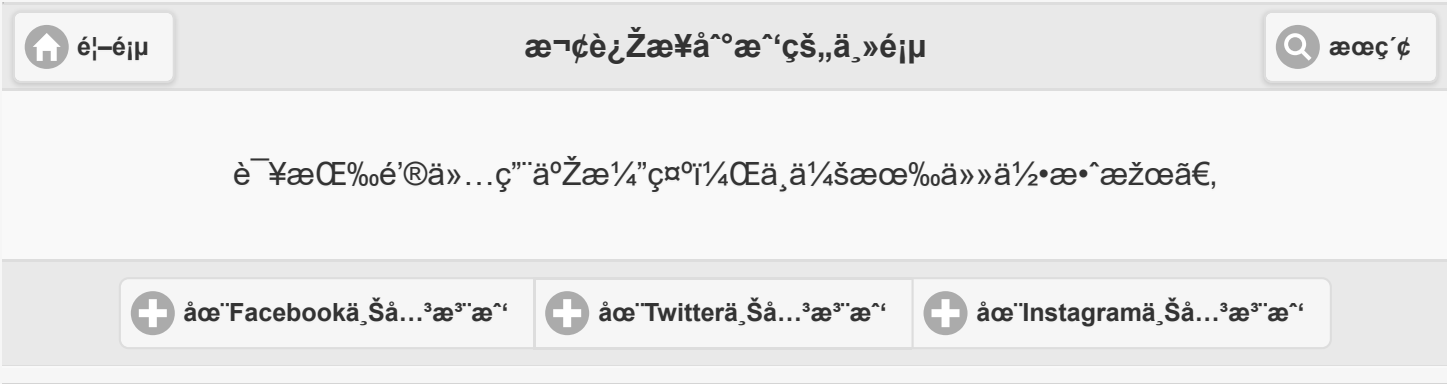 é¦–é¡µ
æ¬¢è¿Žæ¥åˆ°æˆ‘çš„ä¸»é¡µ
æœç´¢
è¯¥æŒ‰é’®ä»…ç”¨äºŽæ¼”ç¤ºï¼Œä¸ä¼šæœ‰ä»»ä½•æ•ˆæžœã€‚
åœ¨Facebookä¸Šå…³æ³¨æˆ‘
åœ¨Twitterä¸Šå…³æ³¨æˆ‘
åœ¨Instagramä¸Šå…³æ³¨æˆ‘